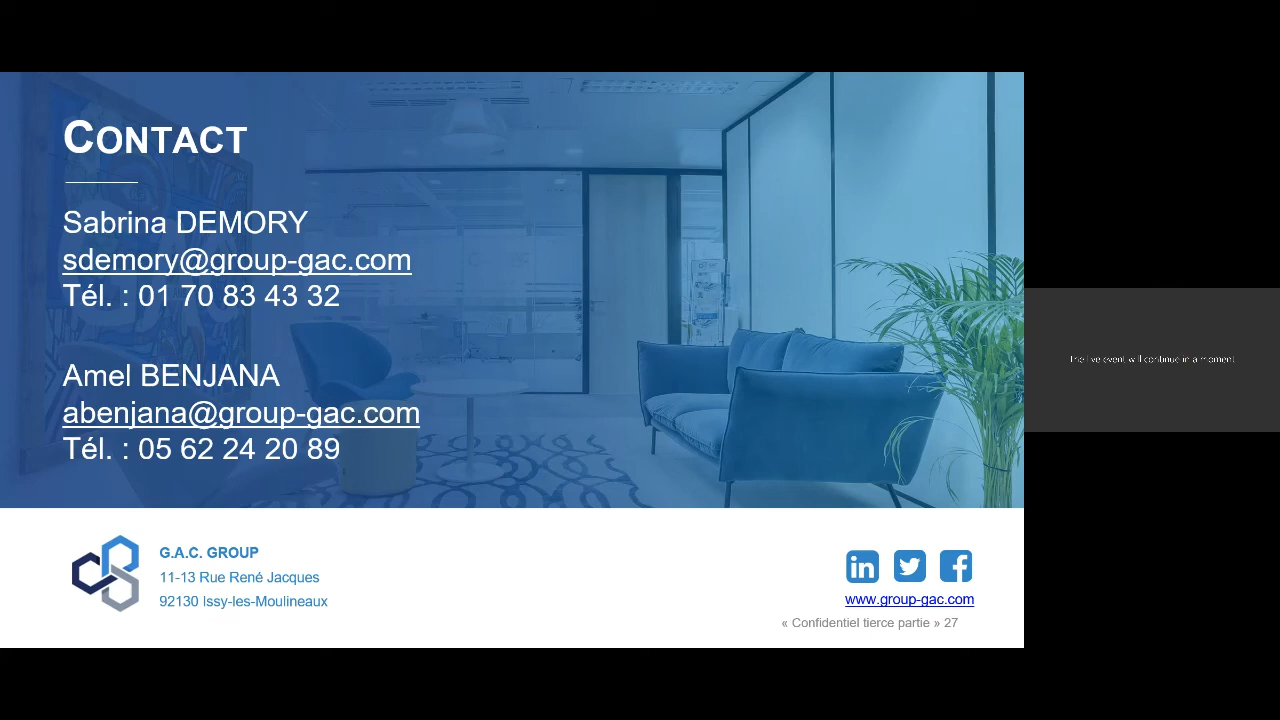 CONTACT
Sabrina DEMORY
sdemory@group-gac.com
Tél. : 01 70 83 43 32
Amel BENJANA
abenjana@group-gac.com
Tél. : 05 62 24 20 89
The live event will continue in a moment.
G.A.C. GROUP
11-13 Rue René Jacques
92130 Issy-les-Moulineaux
www.group-gac.com
« Confidentiel tierce partie » 27